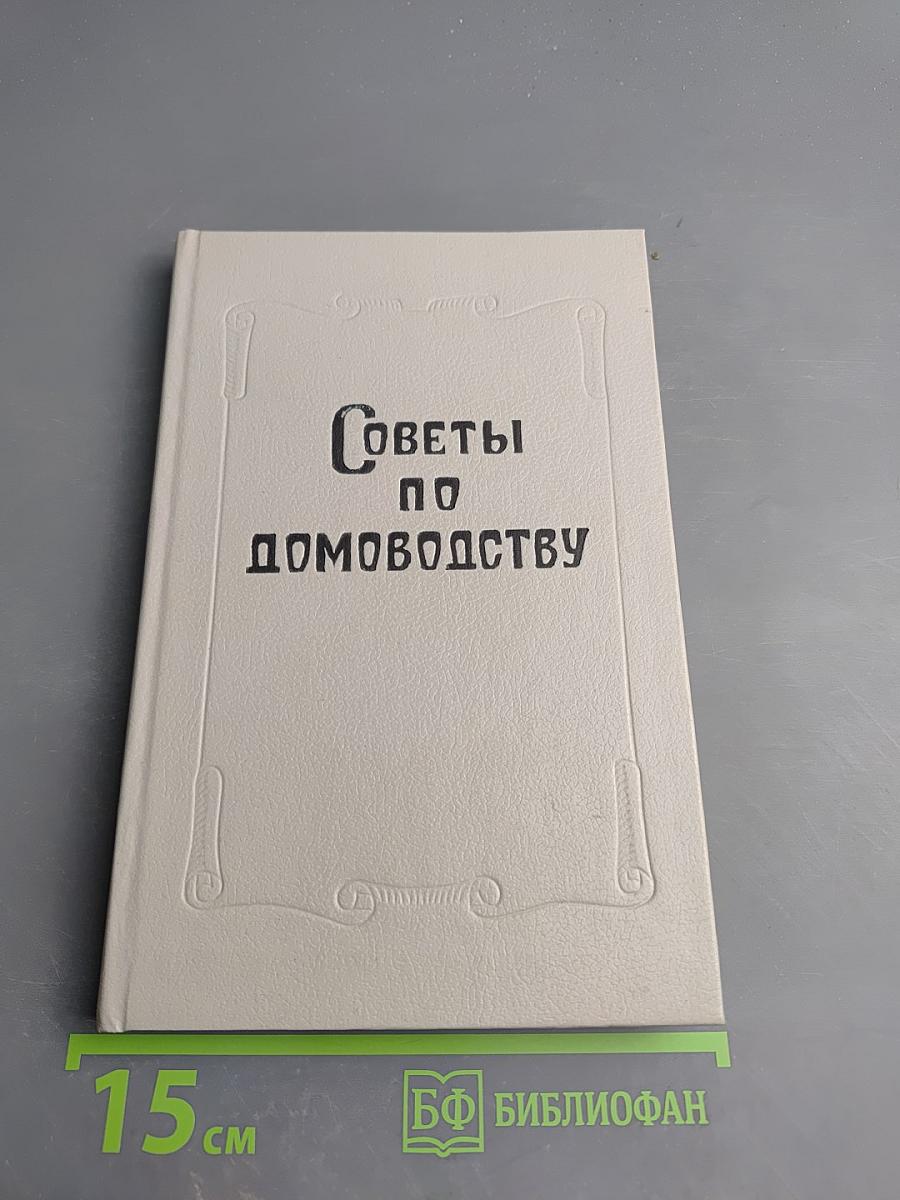 Советы
по
домоводству
15 см
БФ БИБЛИОФАН